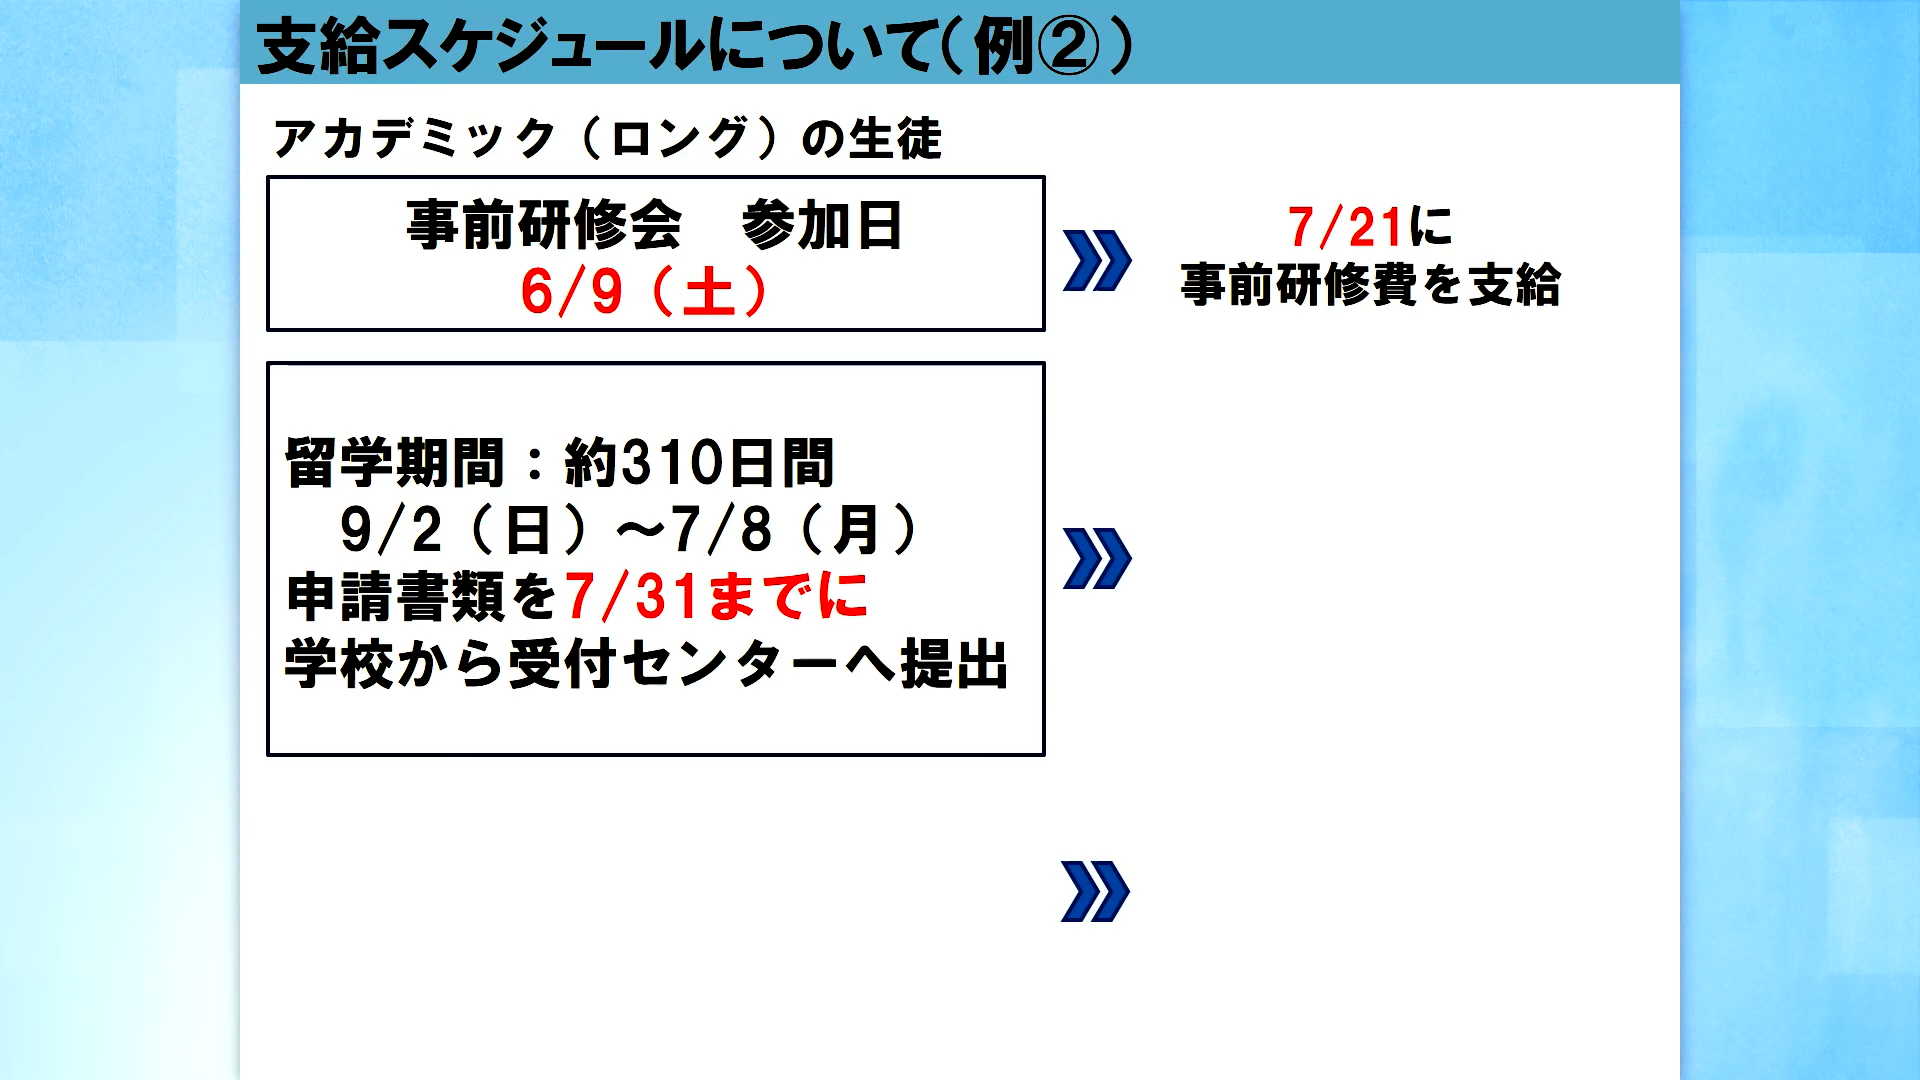 支給スケジュールについて（例②）
アカデミック（ロング）の生徒
事前研修会　参加日
6/9（土）
7/21に
事前研修費を支給
留学期間：約310日間
9/2（日）～7/8（月）
申請書類を7/31までに
学校から受付センターへ提出